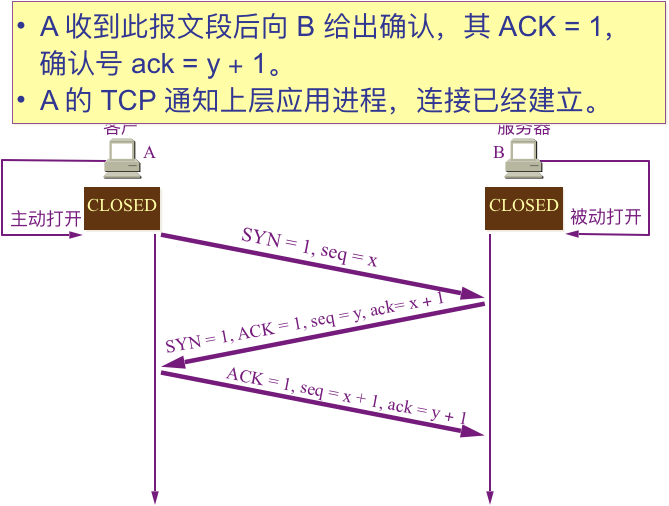 • A 收到此报文段后向 B 给出确认，其 ACK = 1，
确认号 ack = y + 1。
• A 的 TCP 通知上层应用进程，连接已经建立。
客户
服务器
A
B
CLOSED
CLOSED
主动打开
被动打开
SYN = 1, seq = x
SYN = 1, ACK = 1, seq = y, ack= x + 1
ACK = 1, seq = x + 1, ack = y + 1